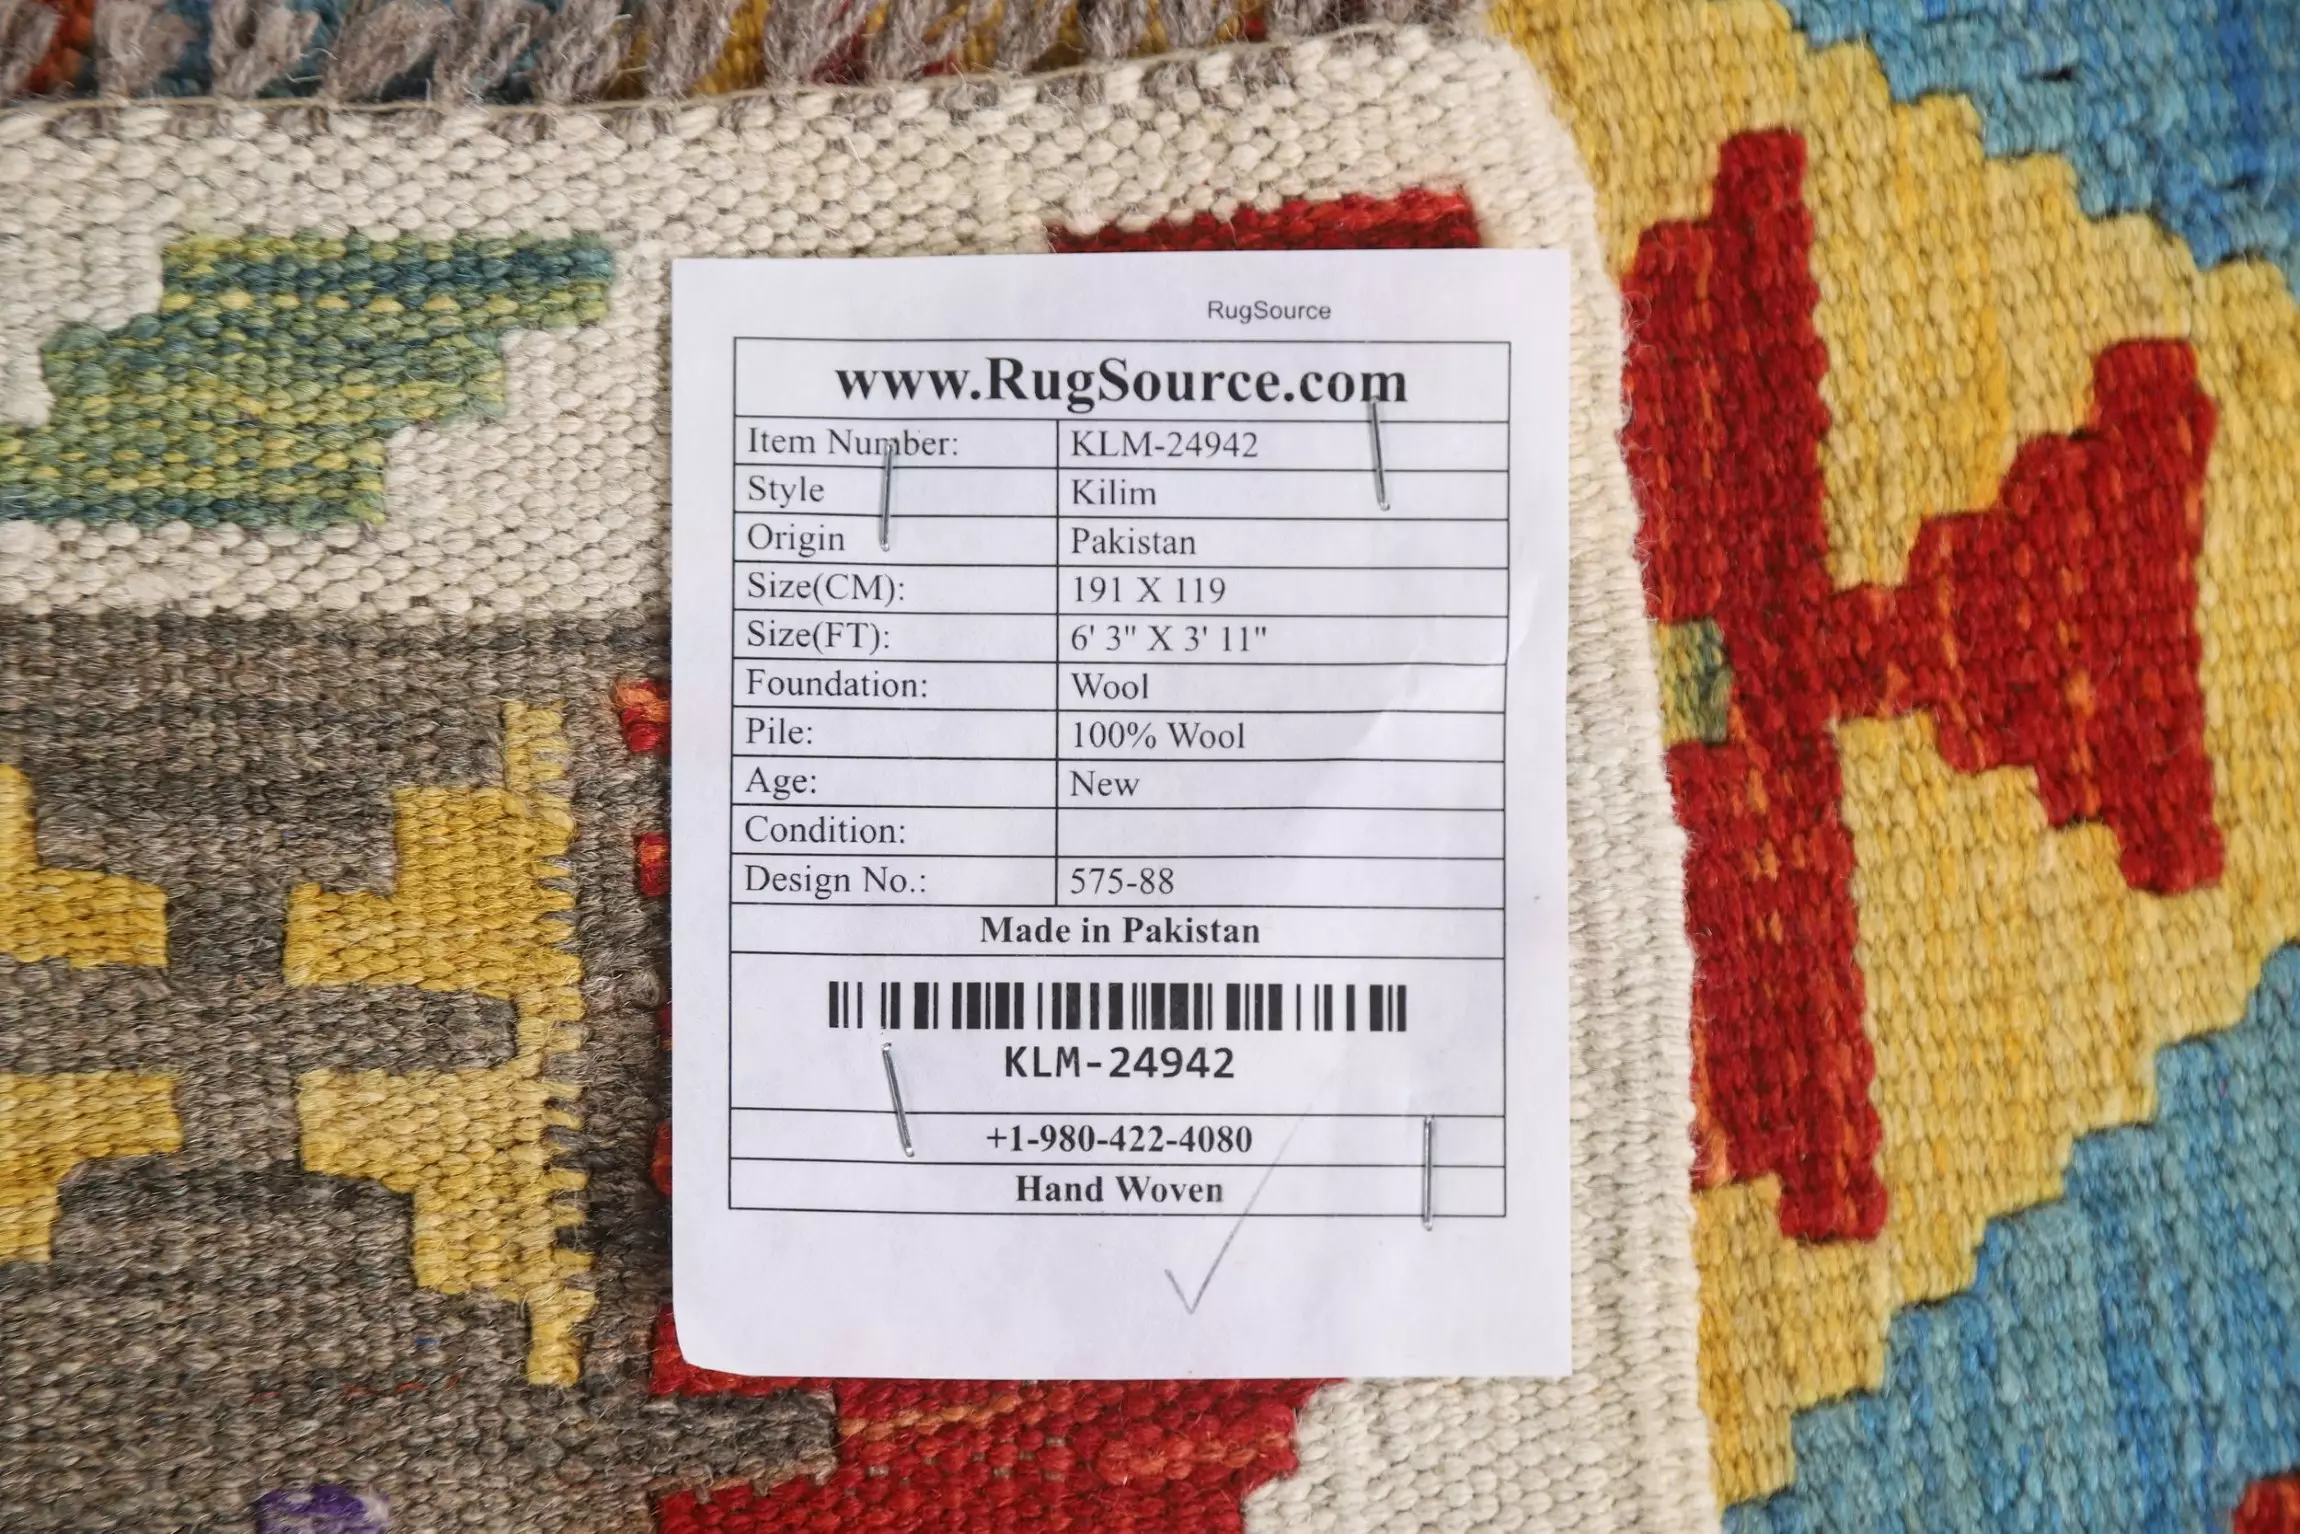 RugSource
www.RugSource.com
Item Number: KLM-24942
Style Kilim
Origin Pakistan
Size(CM): 191 X 119
Size(FT): 6' 3" X 3' 11"
Foundation: Wool
Pile: 100% Wool
Age: New
Condition:
Design No.: 575-88
Made in Pakistan
KLM-24942
+1-980-422-4080
Hand Woven